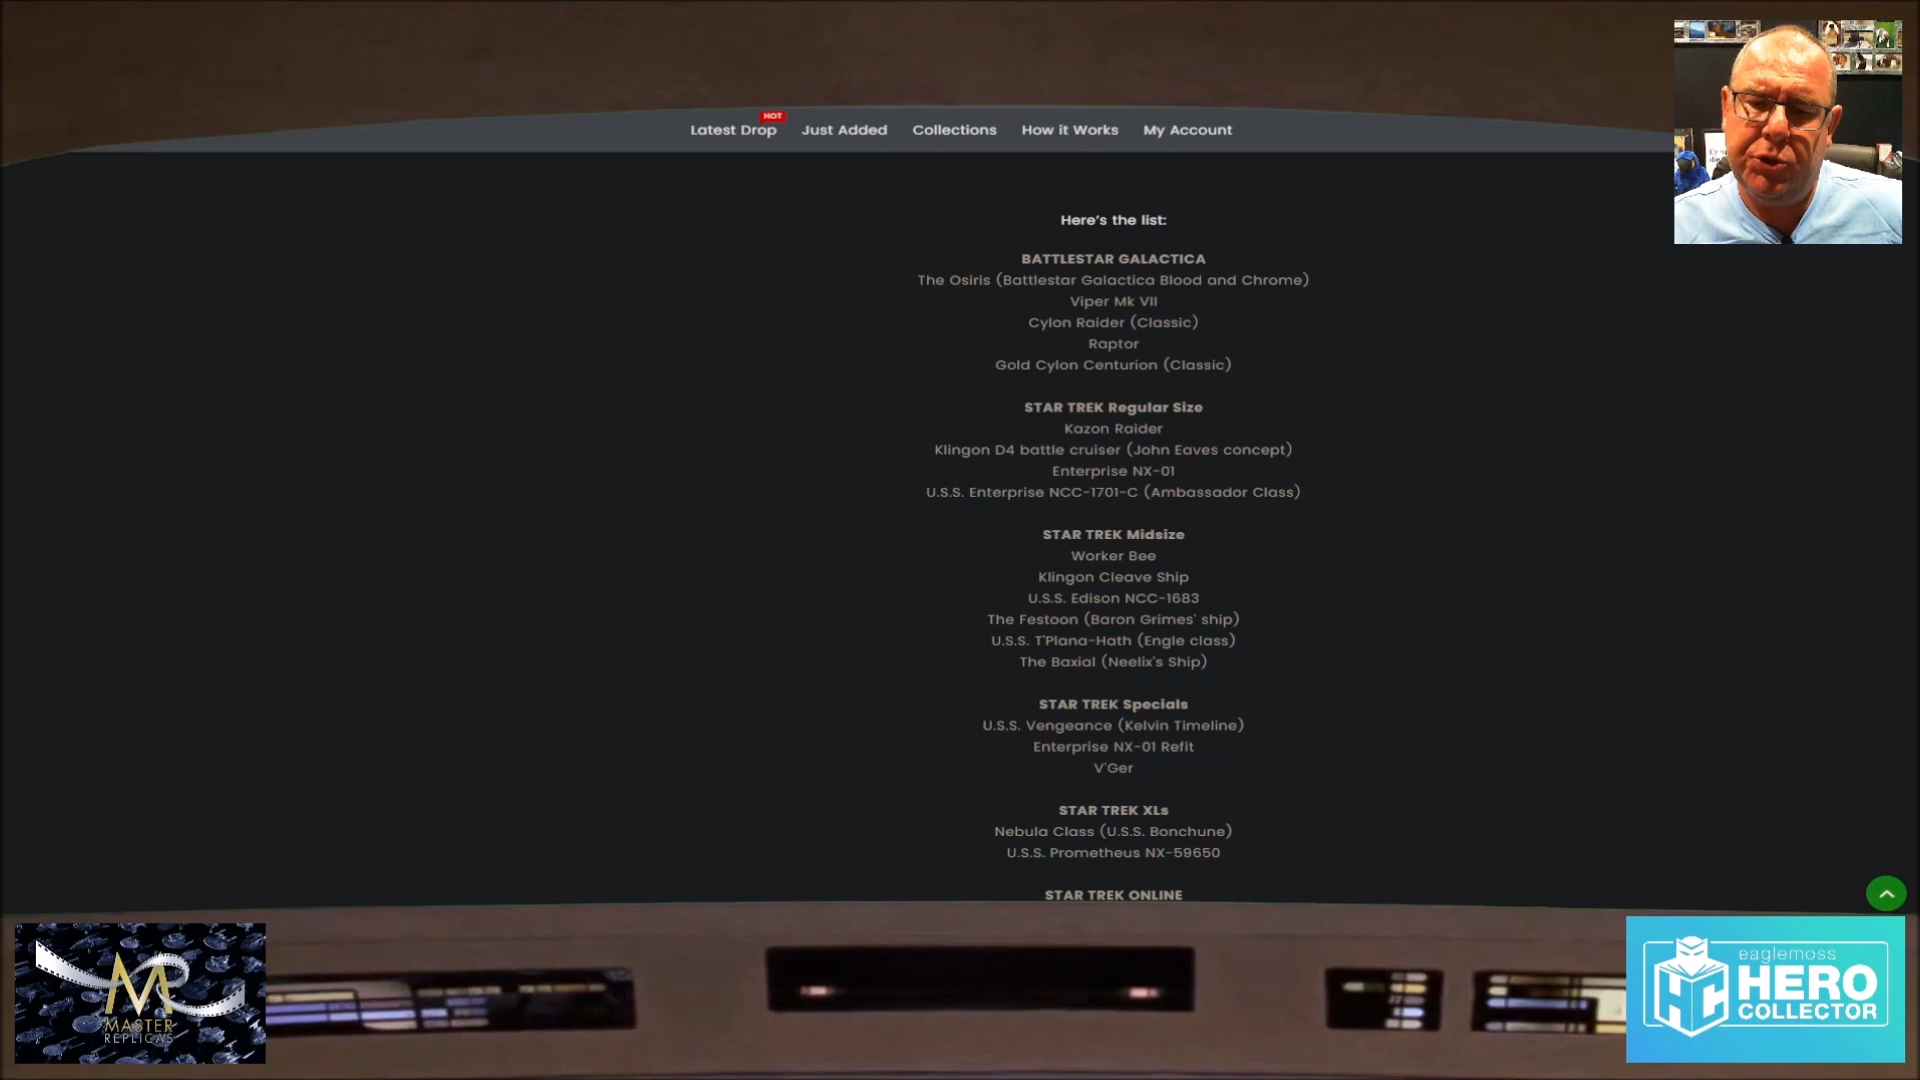 HOT
Latest Drop Just Added Collections How it Works My Account
Here's the list:
BATTLESTAR GALACTICA
The Osiris (Battlestar Galactica Blood and Chrome)
Viper Mk VII
Cylon Raider (Classic)
Raptor
Gold Cylon Centurion (Classic)
STAR TREK Regular Size
Kazon Raider
Klingon D4 battle cruiser (John Eaves concept)
Enterprise NX-01
U.S.S. Enterprise NCC-1701-C (Ambassador Class)
STAR TREK Midsize
Worker Bee
Klingon Cleave Ship
U.S.S. Edison NCC-1683
The Festoon (Baron Grimes' ship)
U.S.S. T'Plana-Hath (Engle class)
The Baxial (Neelix's Ship)
STAR TREK Specials
U.S.S. Vengeance (Kelvin Timeline)
Enterprise NX-01 Refit
V'Ger
STAR TREK XLs
Nebula Class (U.S.S. Bonchune)
U.S.S. Prometheus NX-59650
STAR TREK ONLINE
MR
MASTER
REPLICAS
eaglemoss
HERO
COLLECTOR
HC